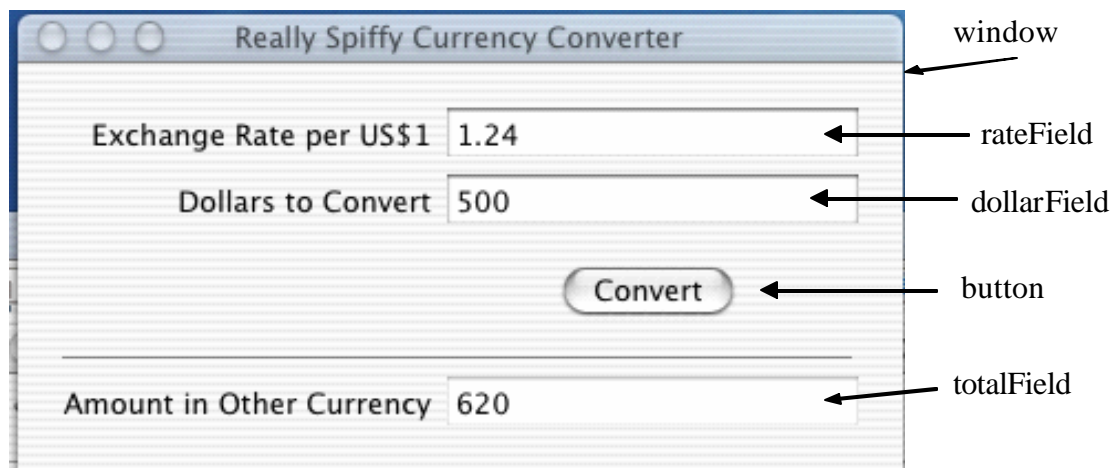 Really Spiffy Currency Converter
window
Exchange Rate per US$1 1.24
rateField
Dollars to Convert 500
dollarField
Convert
button
Amount in Other Currency 620
totalField